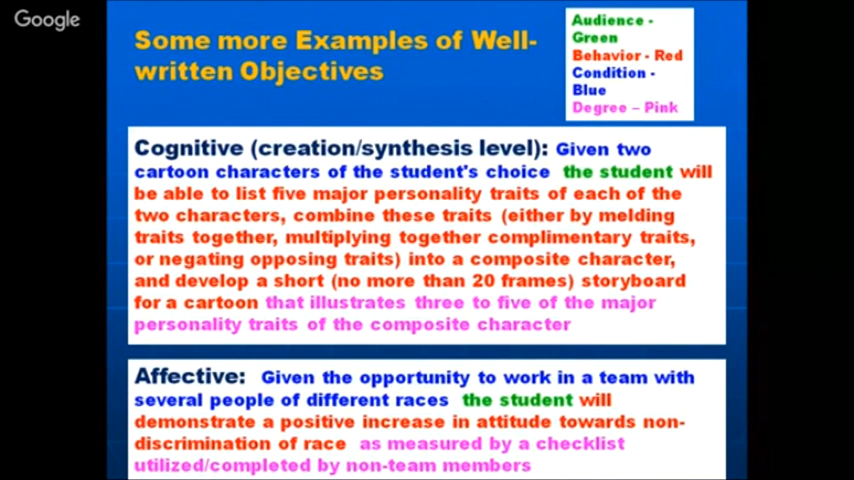 Google
Some more Examples of Well-
written Objectives
Audience -
Green
Behavior - Red
Condition -
Blue
Degree – Pink
Cognitive (creation/synthesis level): Given two
cartoon characters of the student's choice the student will
be able to list five major personality traits of each of the
two characters, combine these traits (either by melding
traits together, multiplying together complimentary traits,
or negating opposing traits) into a composite character,
and develop a short (no more than 20 frames) storyboard
for a cartoon that illustrates three to five of the major
personality traits of the composite character
Affective: Given the opportunity to work in a team with
several people of different races the student will
demonstrate a positive increase in attitude towards non-
discrimination of race as measured by a checklist
utilized/completed by non-team members